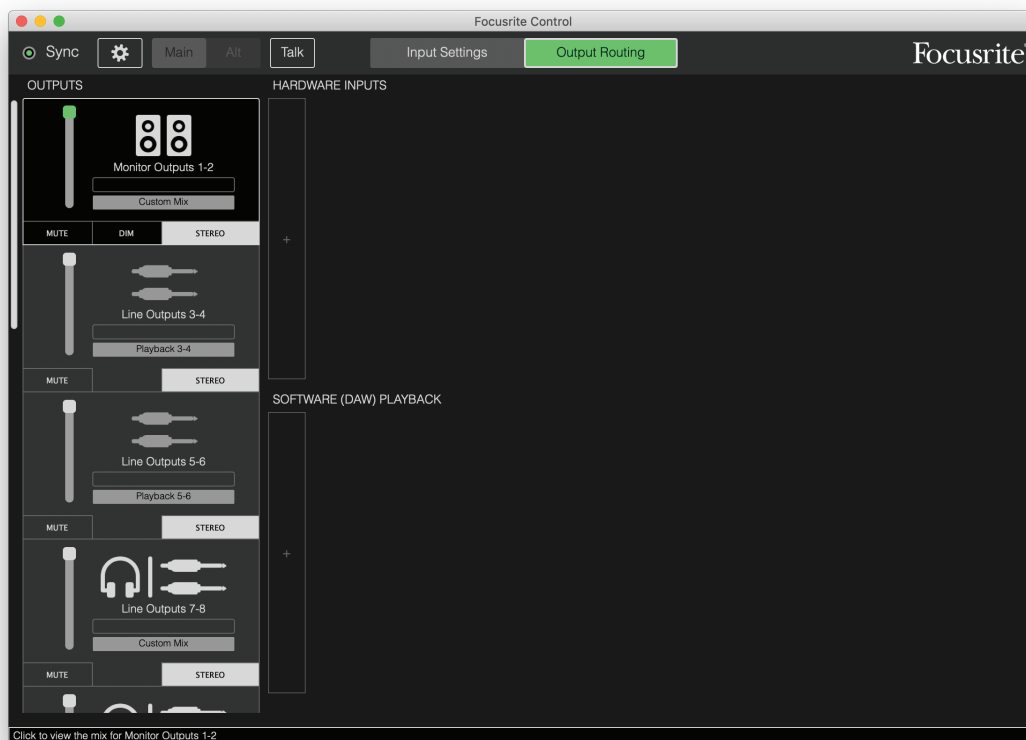 Focusrite Control
Sync
Main
Alt
Talk
Input Settings
Output Routing
Focusrite®
OUTPUTS
HARDWARE INPUTS
Monitor Outputs 1-2
Custom Mix
MUTE
DIM
STEREO
+
Line Outputs 3-4
Playback 3-4
MUTE
STEREO
SOFTWARE (DAW) PLAYBACK
Line Outputs 5-6
Playback 5-6
MUTE
STEREO
+
Line Outputs 7-8
Custom Mix
MUTE
STEREO
Click to view the mix for Monitor Outputs 1-2